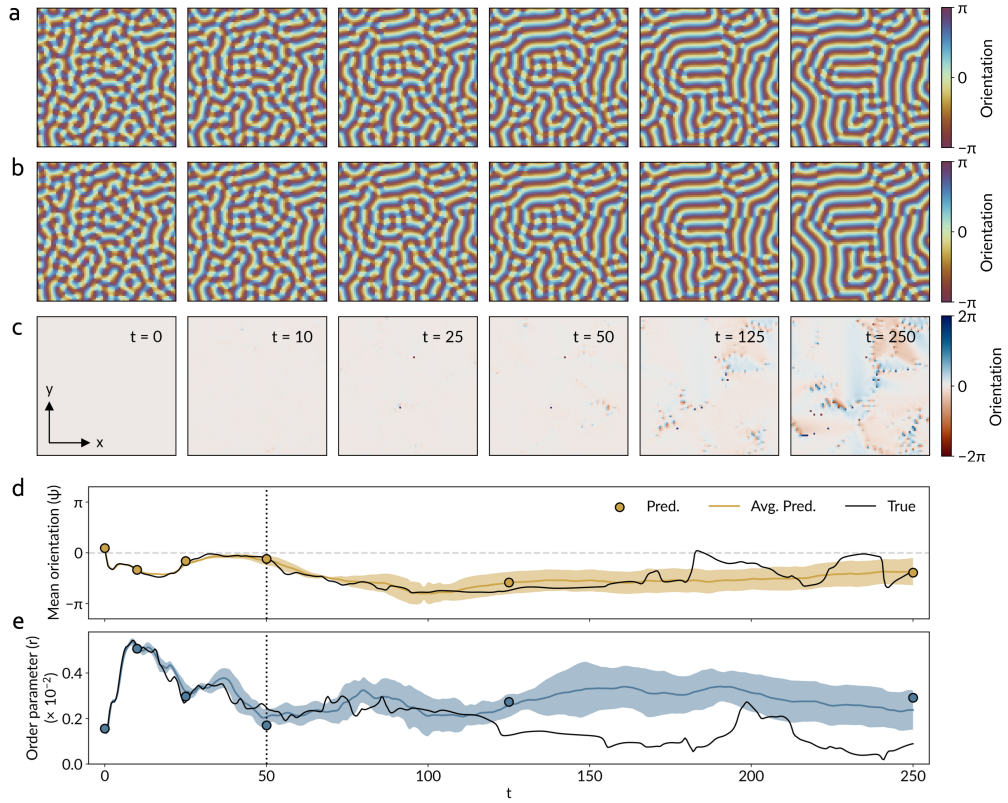 a
π
0
−π
Orientation
b
π
0
−π
Orientation
c
t = 0
t = 10
t = 25
t = 50
t = 125
t = 250
y
x
2π
0
−2π
Orientation
d
Mean orientation (ψ)
π
0
−π
Pred.
Avg. Pred.
True
e
Order parameter (r)
(× 10⁻²)
0.4
0.2
0.0
0
50
100
150
200
250
t